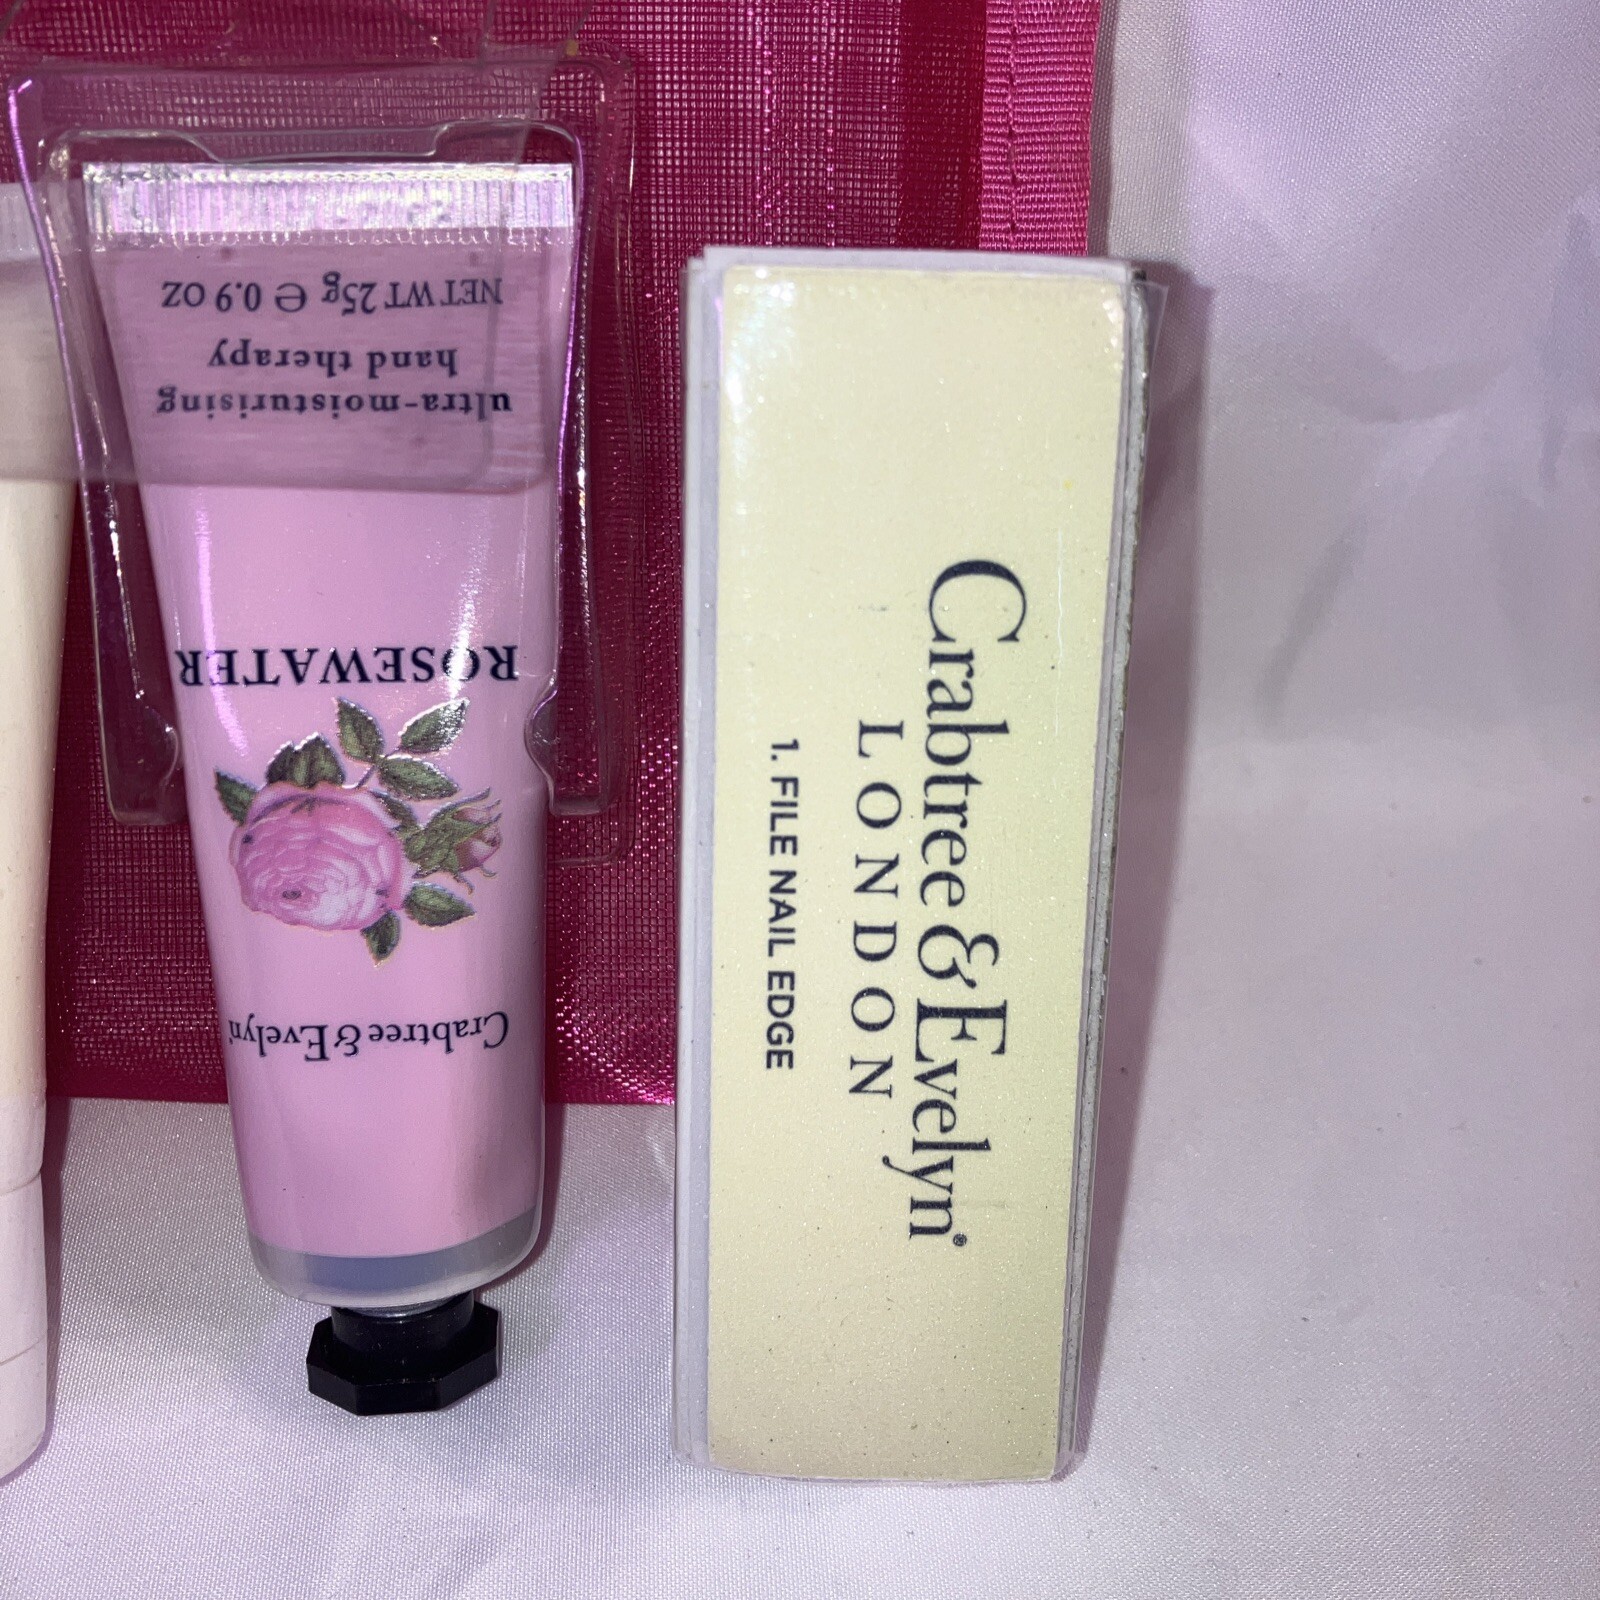 Crabtree & Evelyn
ROSEWATER
ultra-moisturising
hand therapy
NET WT 25g ℮ 0.9 OZ
Crabtree & Evelyn®
LONDON
1. FILE NAIL EDGE